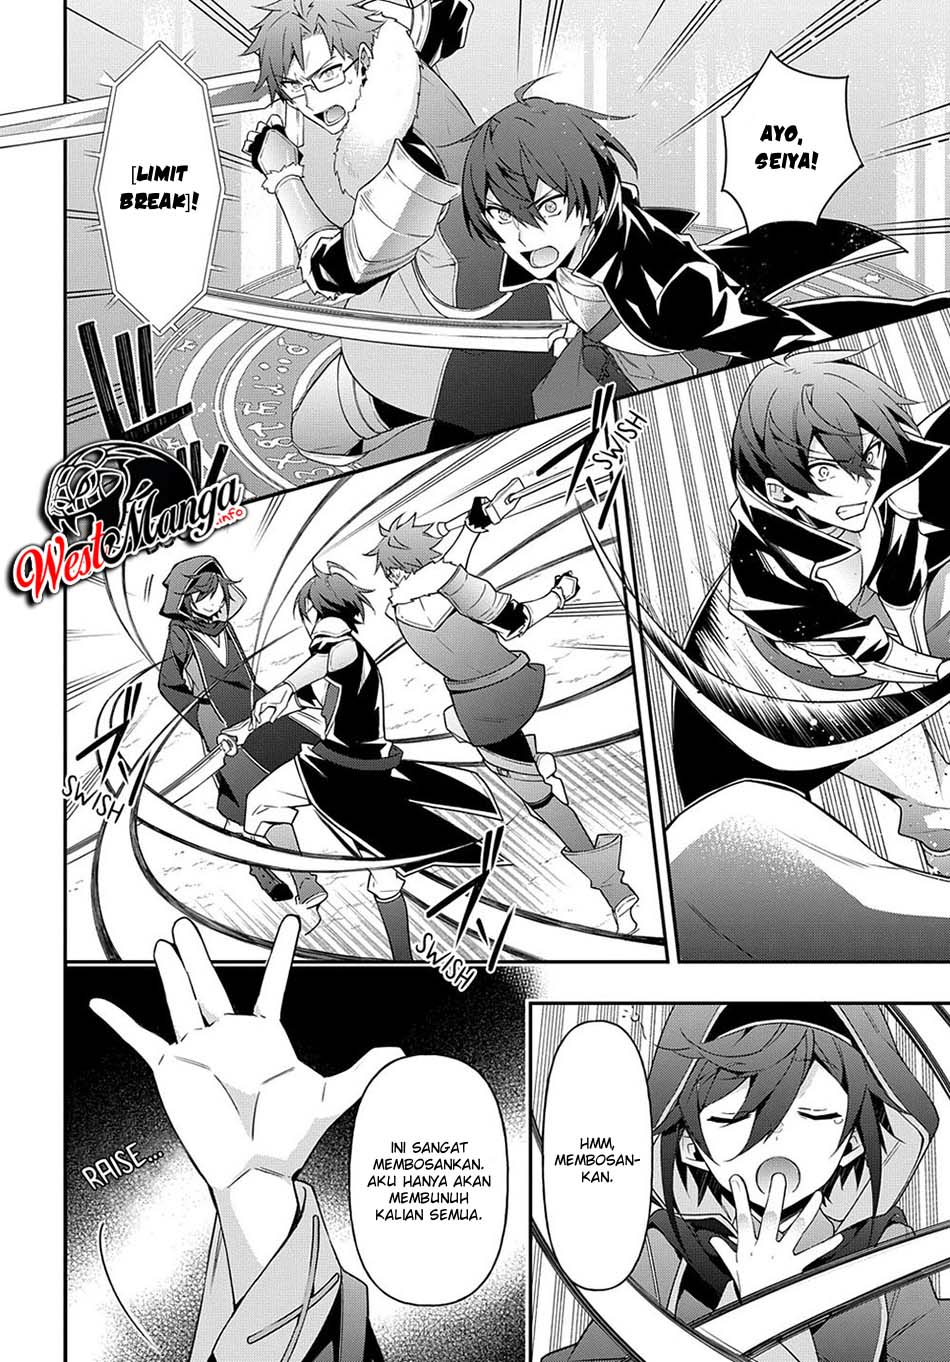 AYO,
SEIYA!
[LIMIT
BREAK]!
SWISH
WestManga
.info
SWISH
SWISH
HMM,
MEMBOSAN-
KAN.
INI SANGAT
MEMBOSANKAN.
AKU HANYA AKAN
MEMBUNUH
KALIAN SEMUA.
RAISE...